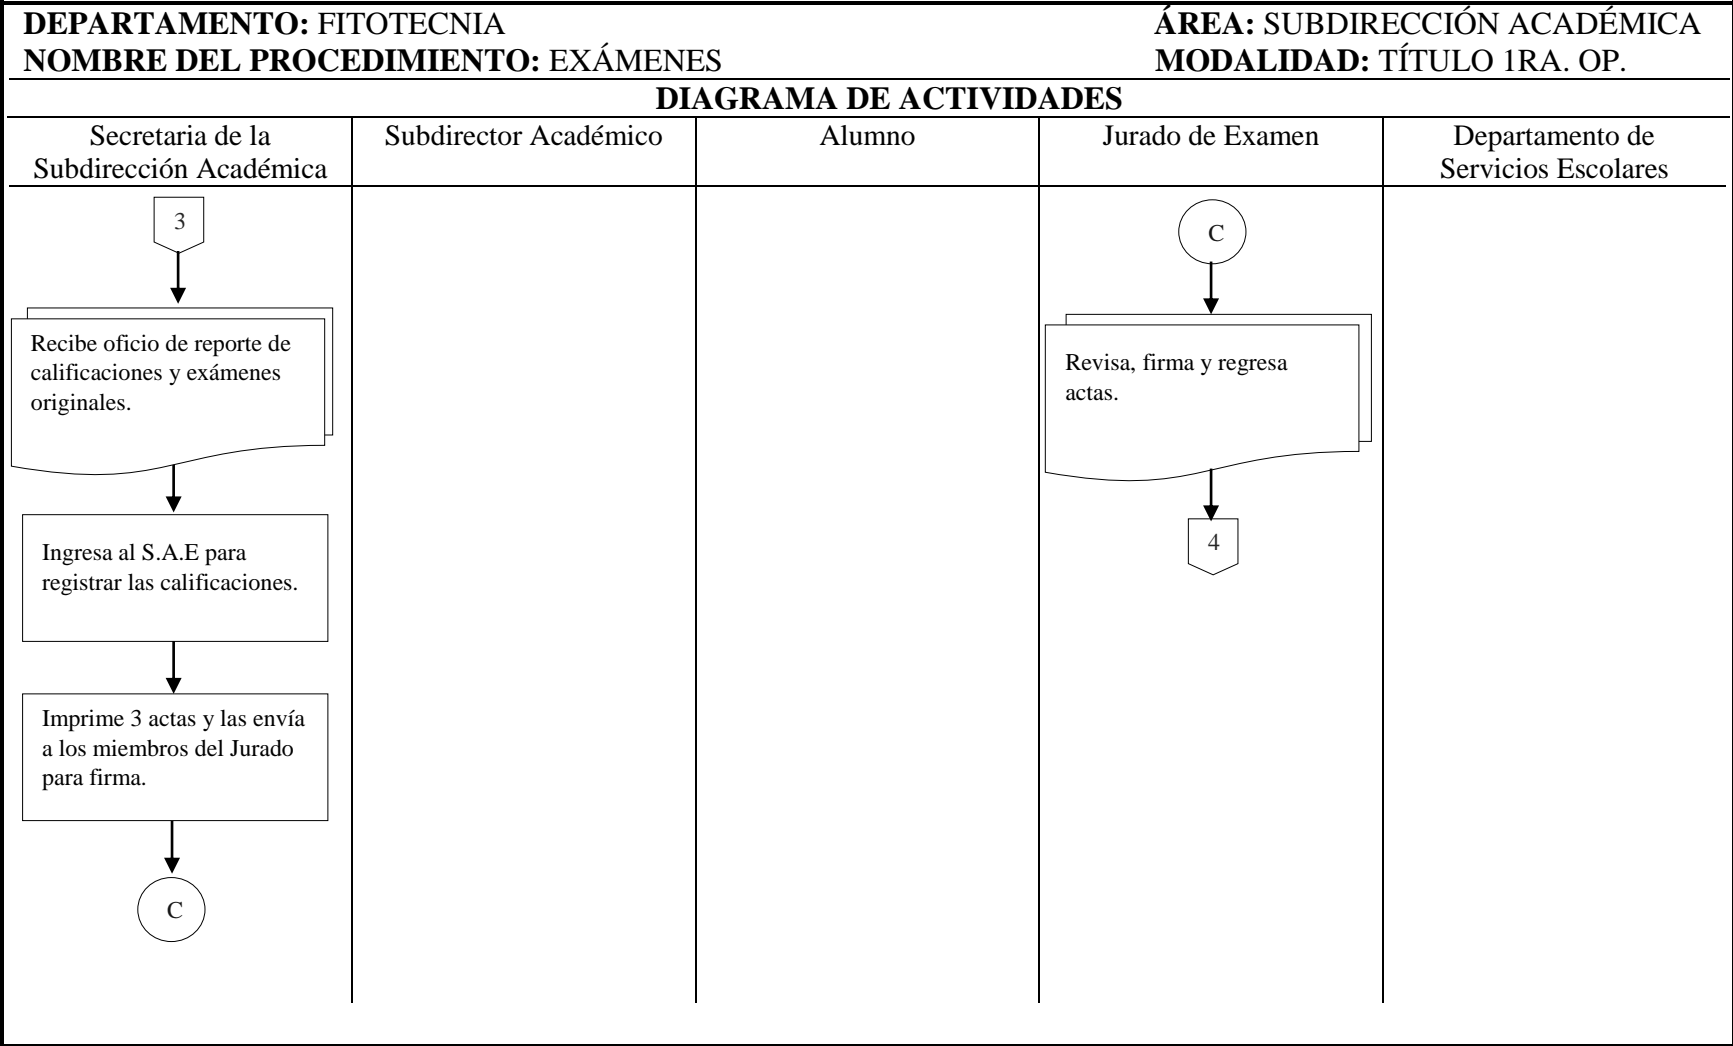 DEPARTAMENTO: FITOTECNIA
ÁREA: SUBDIRECCIÓN ACADÉMICA
NOMBRE DEL PROCEDIMIENTO: EXÁMENES
MODALIDAD: TÍTULO 1RA. OP.
DIAGRAMA DE ACTIVIDADES
Secretaria de la
Subdirección Académica
Subdirector Académico
Alumno
Jurado de Examen
Departamento de
Servicios Escolares
3
Recibe oficio de reporte de
calificaciones y exámenes
originales.
Ingresa al S.A.E para
registrar las calificaciones.
Imprime 3 actas y las envía
a los miembros del Jurado
para firma.
C
C
Revisa, firma y regresa
actas.
4